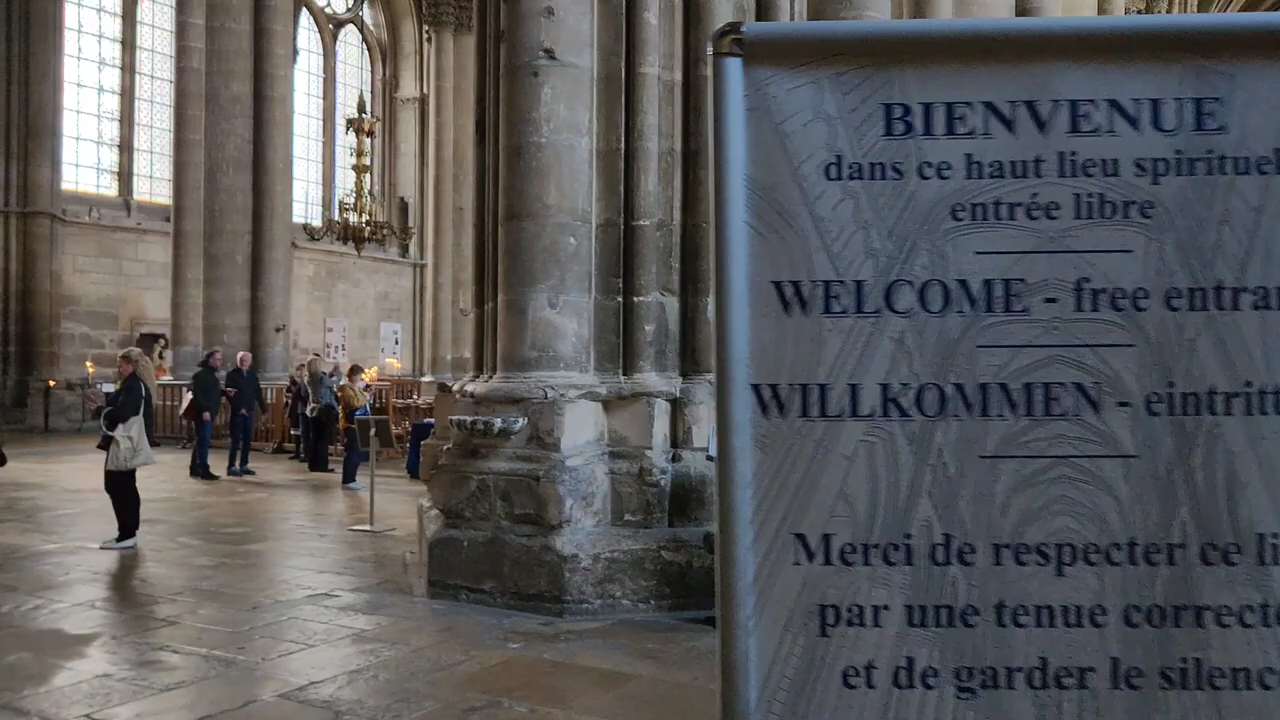 BIENVENUE
dans ce haut lieu spirituel
entrée libre
WELCOME - free entran
WILLKOMMEN - eintritt
Merci de respecter ce li
par une tenue correcte
et de garder le silenc